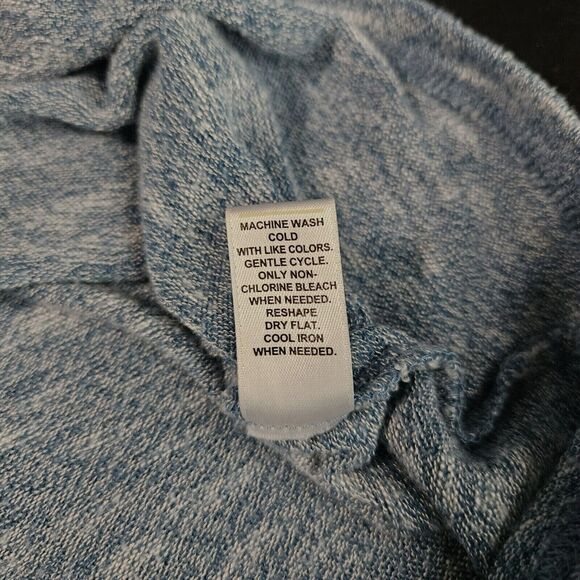 MACHINE WASH
COLD
WITH LIKE COLORS.
GENTLE CYCLE.
ONLY NON-
CHLORINE BLEACH
WHEN NEEDED.
RESHAPE
DRY FLAT.
COOL IRON
WHEN NEEDED.